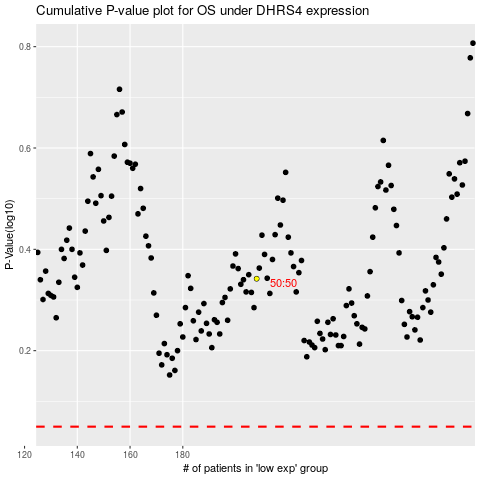 Cumulative P-value plot for OS under DHRS4 expression
P-Value(log10)
0.8
0.6
0.4
0.2
50:50
120 140 160 180
# of patients in 'low exp' group